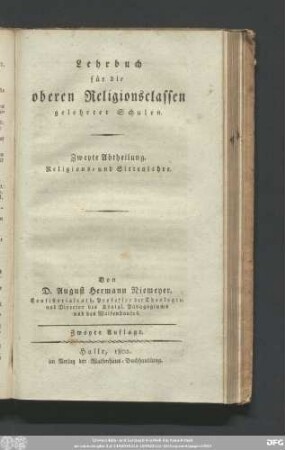 Lehrbuch
für die
oberen Religionsclassen
gelehrter Schulen.
Zweyte Abtheilung.
Religions- und Sittenlehre.
Von
D. August Hermann Niemeyer,
Consistorialrath, Professor der Theologie,
und Director des Königl. Pädagogiums
und des Waisenhauses.
Zweyte Auflage.
Halle, 1802.
im Verlag der Waisenhaus-Buchhandlung.
DFG